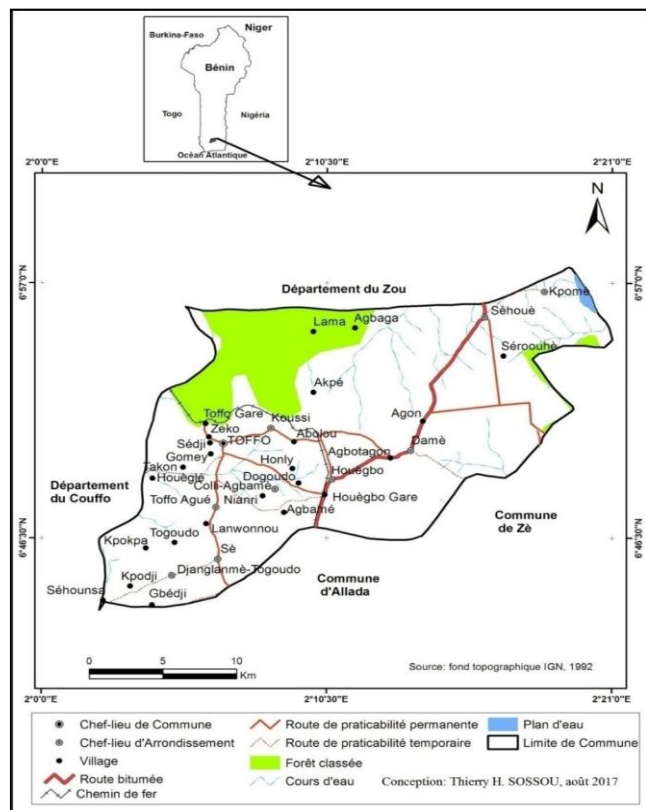 Niger
Burkina-Faso
Bénin
Togo
Nigéria
Océan Atlantique
2°0'0"E
2°10'30"E
2°21'0"E
N
6°57'0"N
6°57'0"N
Département du Zou
Kpomè
Sèhouè
Lama
Agbaga
Séroouhè
Akpé
Toffo Gare
Koussi
Agon
Zeko
Sédji
TOFFO
Abolou
Gomey
Agbotagon
Damè
Takon
Honly
Houègbo
Département
du Couffo
Houèglé
Dogoudo
Colli-Agbamè
Toffo Agué
Nianri
Houègbo Gare
Agbamé
Commune
de Zè
Lanwonnou
6°46'30"N
6°46'30"N
Togoudo
Kpokpa
Sè
Djanglanmè-Togoudo
Commune
d'Allada
Kpodji
Séhounsa
Gbédji
0
5
10
Km
Source: fond topographique IGN, 1992
2°0'0"E
2°10'30"E
2°21'0"E
Chef-lieu de Commune
Route de praticabilité permanente
Plan d'eau
Chef-lieu d'Arrondissement
Route de praticabilité temporaire
Limite de Commune
Village
Forêt classée
Route bitumée
Cours d'eau
Conception: Thierry H. SOSSOU, août 2017
Chemin de fer